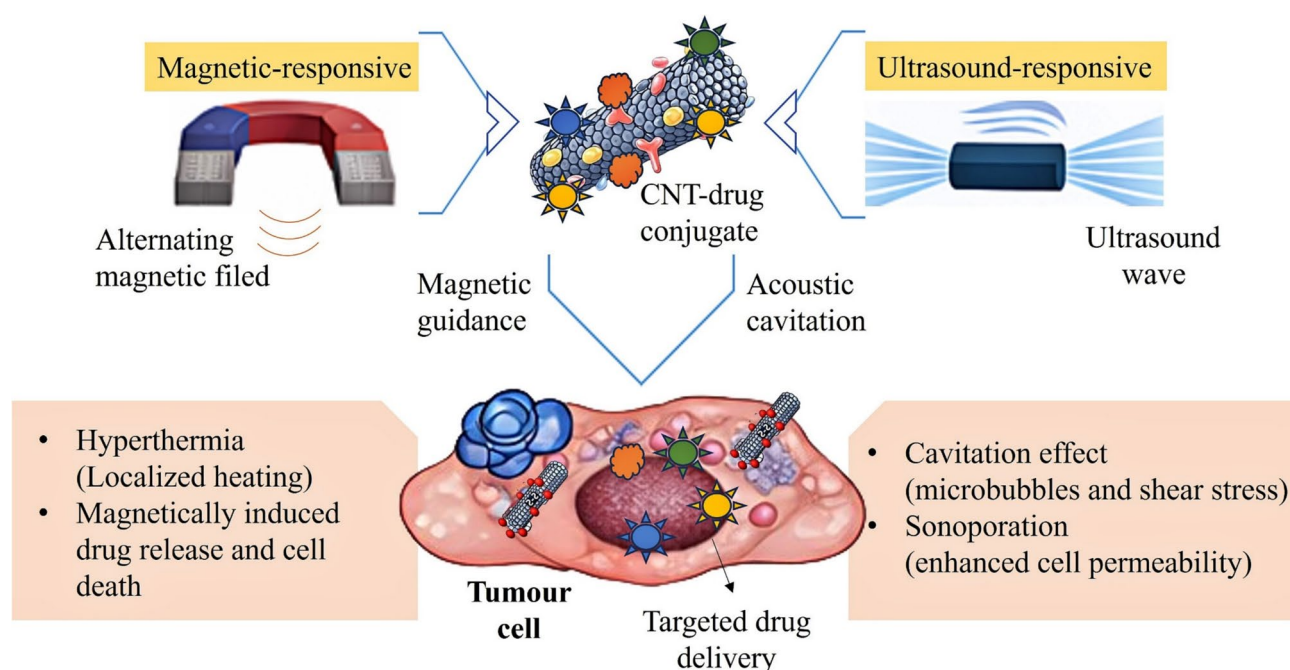 Magnetic-responsive
Ultrasound-responsive
Alternating
magnetic filed
CNT-drug
conjugate
Ultrasound
wave
Magnetic
guidance
Acoustic
cavitation
• Hyperthermia
(Localized heating)
• Magnetically induced
drug release and cell
death
• Cavitation effect
(microbubbles and shear stress)
• Sonoporation
(enhanced cell permeability)
Tumour
cell
Targeted drug
delivery